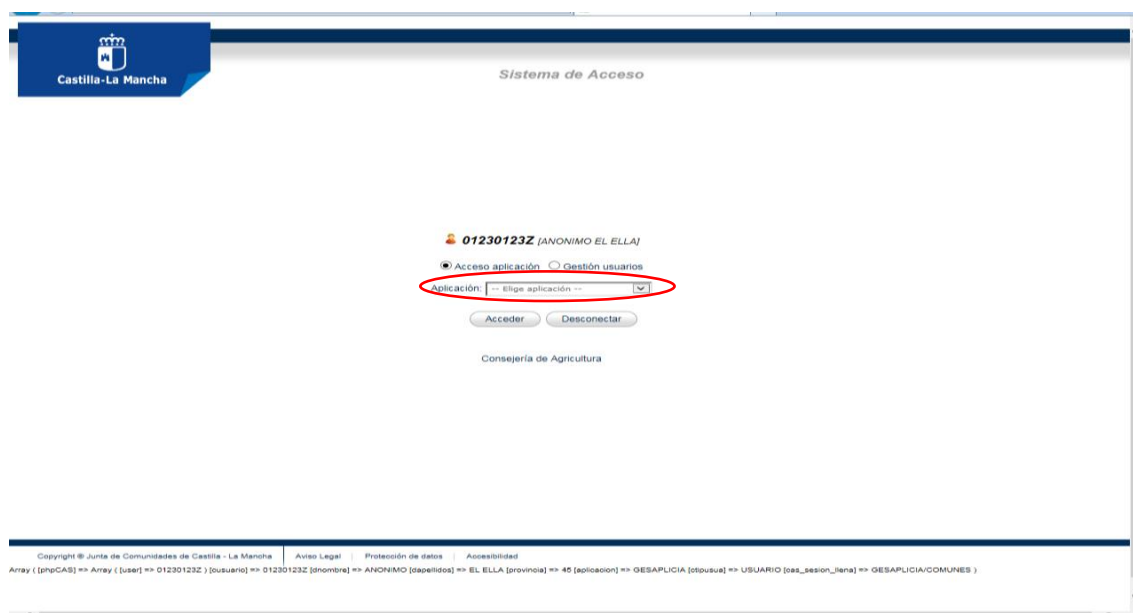 Castilla-La Mancha
Sistema de Acceso
01230123Z [ANONIMO EL ELLA]
Acceso aplicación Gestión usuarios
Aplicación: -- Elige aplicación --
Acceder Desconectar
Consejería de Agricultura
Copyright © Junta de Comunidades de Castilla - La Mancha | Aviso Legal | Protección de datos | Accesibilidad
Array ( [phpCAS] => Array ( [user] => 01230123Z ) [cusuario] => 01230123Z [dnombre] => ANONIMO [dapellidos] => EL ELLA [provincia] => 45 [aplicacion] => GESAPLICIA [ctipusua] => USUARIO [cas_sesion_llena] => GESAPLICIA/COMUNES )